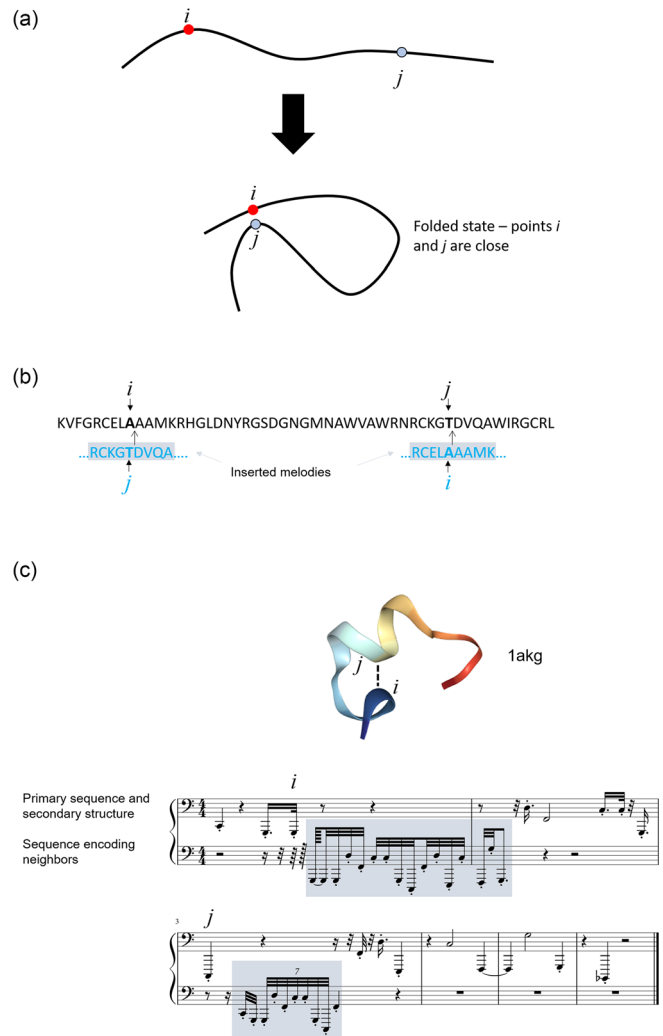 (a)
i
j
i
j
Folded state – points i
and j are close
(b)
i j
KVFGRCELAAAMKRHGLDNYRGSDGNGMNAWVAWRNRCKGTDVQAWIRGCRL
...RCKGTDVQA.... ...RCELAAAMK...
Inserted melodies
j i
(c)
1akg
j
i
i
Primary sequence and
secondary structure
Sequence encoding
neighbors
3
j
7